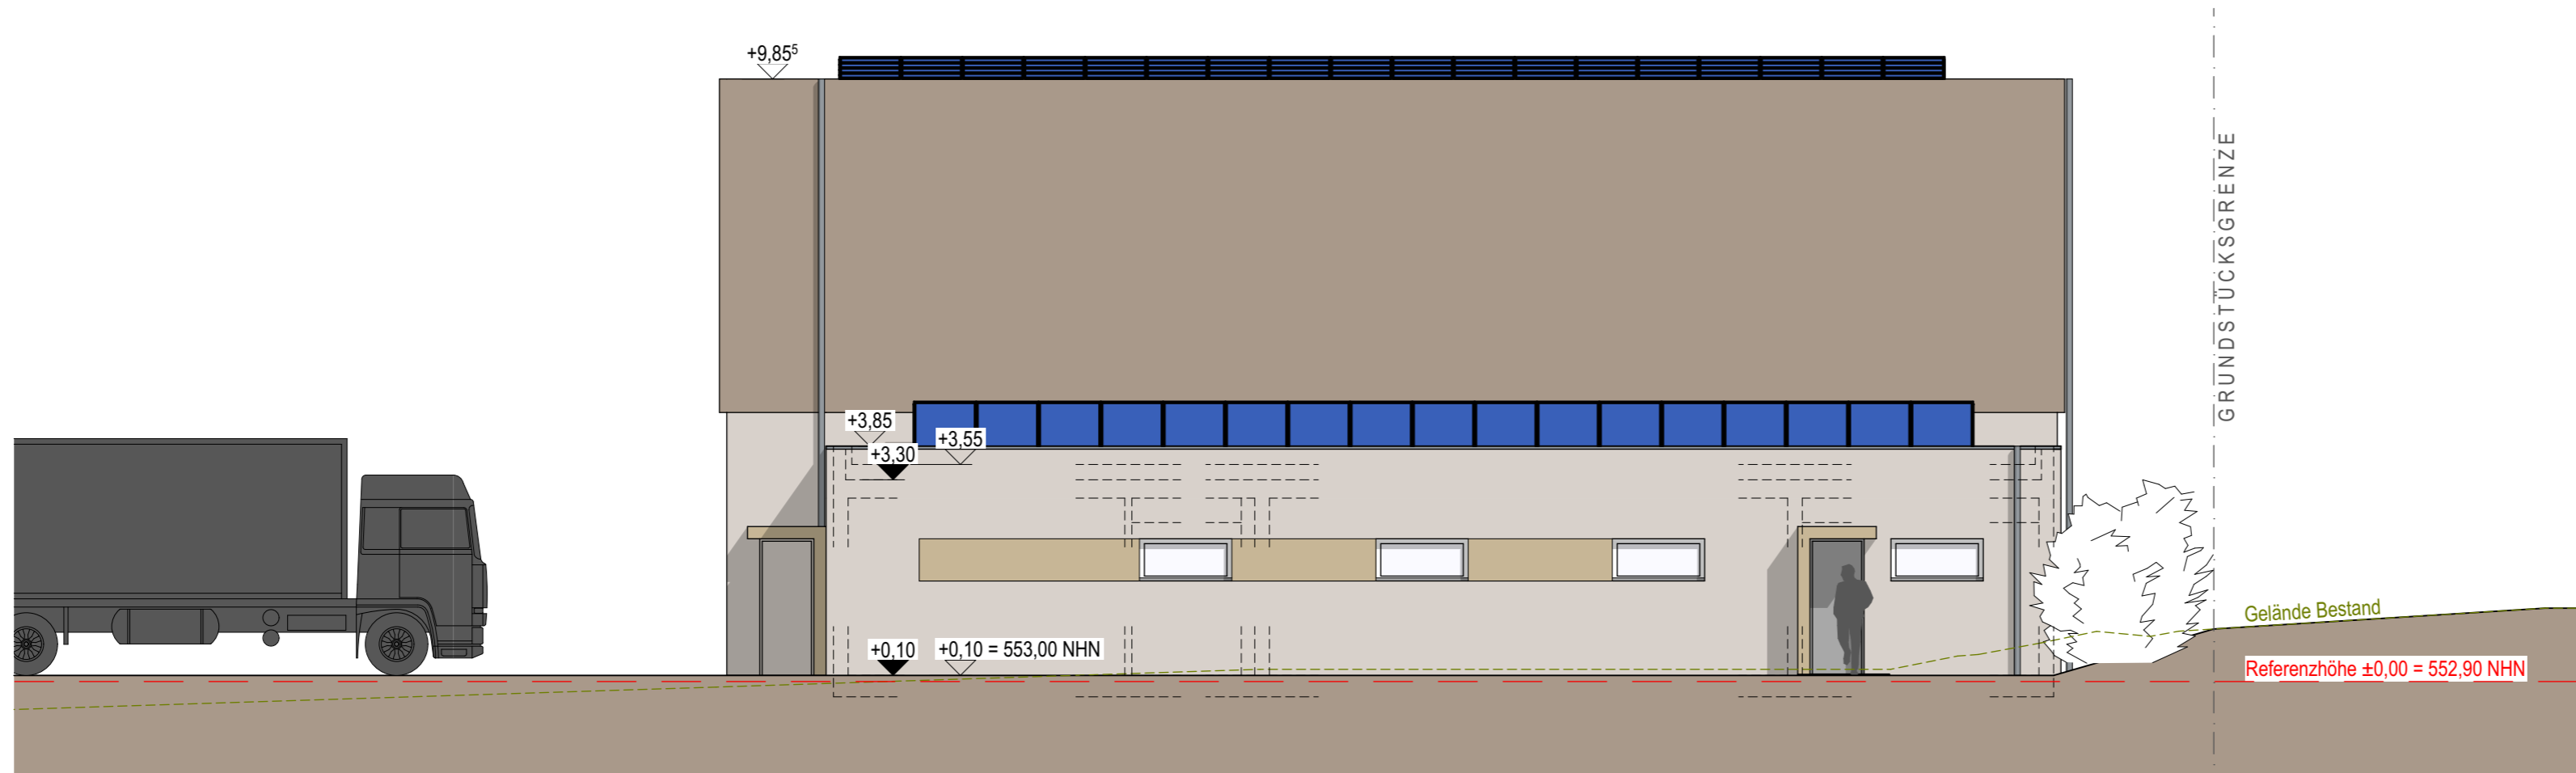 +9,85⁵
GRUNDSTÜCKSGRENZE
+3,85
+3,55
+3,30
Gelände Bestand
+0,10
+0,10 = 553,00 NHN
Referenzhöhe ±0,00 = 552,90 NHN